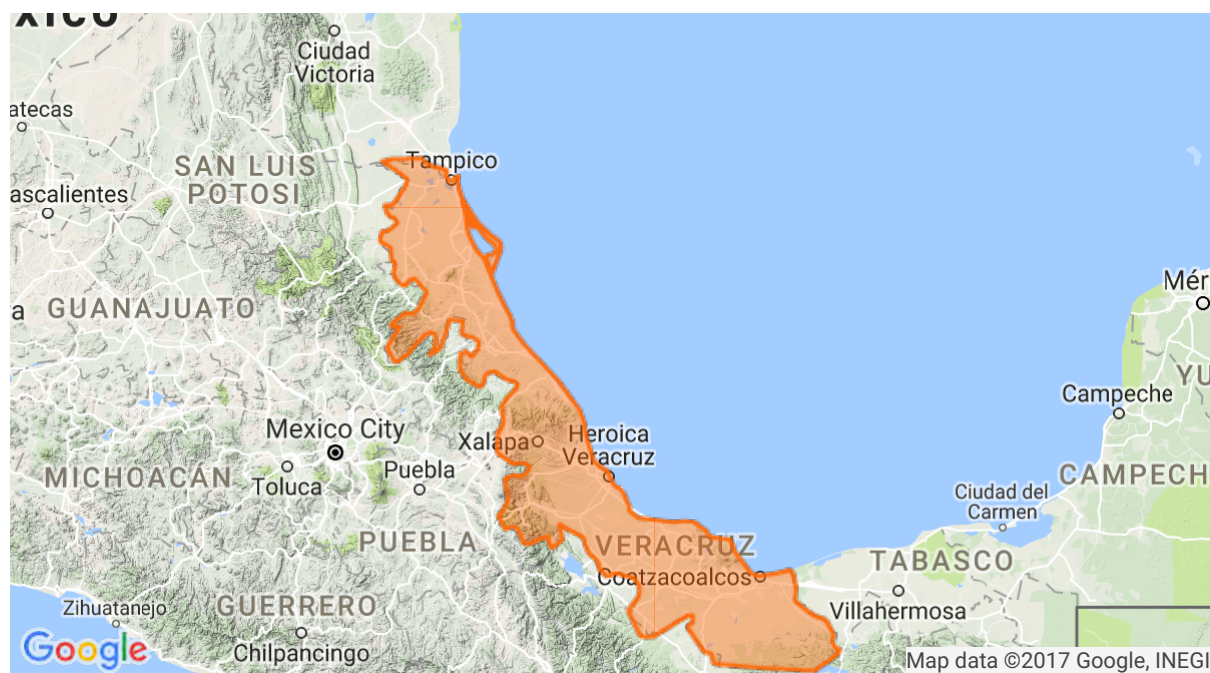 Ciudad
Victoria
atecas
Tampico
SAN LUIS
POTOSI
ascalientes
Mér
GUANAJUATO
a
YU
Campeche
Mexico City
Xalapa
Heroica
Veracruz
Puebla
MICHOACÁN
Toluca
CAMPECH
Ciudad del
Carmen
PUEBLA
VERACRUZ
TABASCO
Coatzacoalcos
Zihuatanejo
GUERRERO
Villahermosa
Chilpancingo
Google
Map data ©2017 Google, INEGI